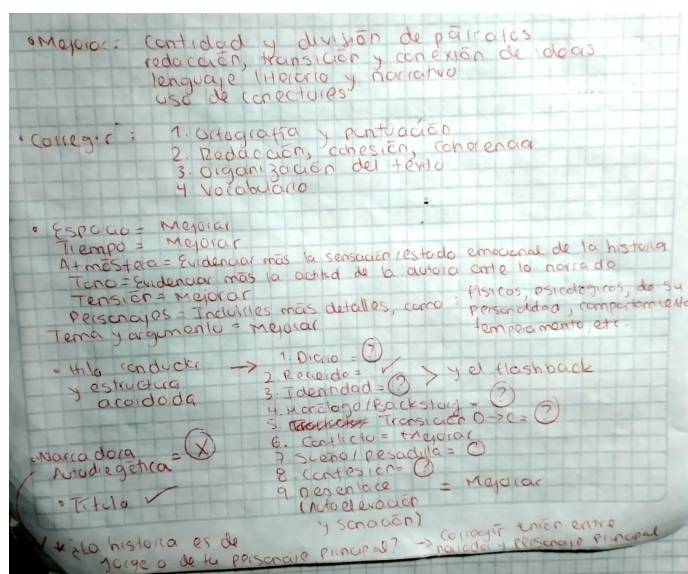 • Mejorar: Cantidad y división de párrafos
redacción, transición y conexión de ideas
lenguaje literario y narrativo
uso de conectores
• Corregir: 1. Ortografía y puntuación
2. Redacción, cohesión, coherencia
3. Organización del texto
4. Vocabulario
• Espacio = Mejorar
Tiempo = Mejorar
Atmósfera = Evidenciar más la sensación/estado emocional de la historia
Tono = Evidenciar más la actitud de la autora ante lo narrado
Tensión = Mejorar
Personajes = Incluirles más detalles, como: físicos, psicológicos, de su
personalidad, comportamiento
temperamento, etc.
Tema y argumento = Mejorar
• Hilo conductor y estructura acordada →
1. Diario = ?
2. Recuerdo = ✓
3. Identidad = ? > y el flashback
4. Monólogo/Backstory = ?
5. Transición D->C = ?
6. Conflicto = Mejorar
7. Sueño/pesadilla =
8. Confesión = ?
9. Desenlace = Mejorar
(Autoelevación
y sanación)
• Narradora
Autodiegética = X
• Título ✓
* ¿La historia es de
Jorge o de tu personaje principal? → Corregir unión entre
narrador y personaje principal